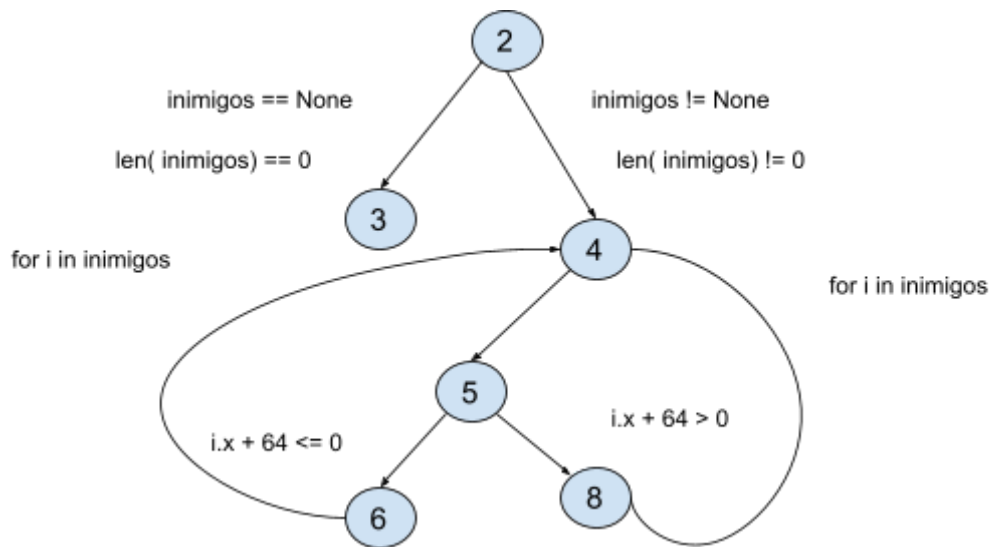 2
inimigos == None
inimigos != None
len( inimigos) == 0
len( inimigos) != 0
3
4
for i in inimigos
for i in inimigos
5
i.x + 64 <= 0
i.x + 64 > 0
6
8